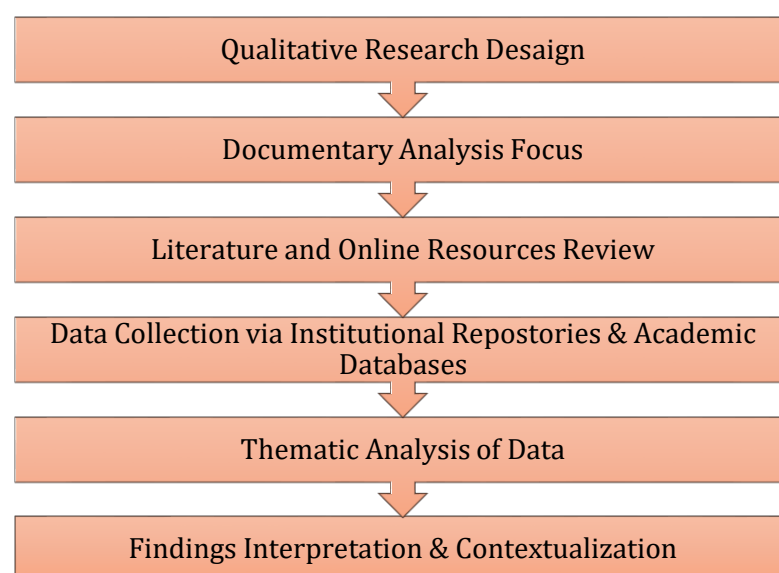 Qualitative Research Desaign
Documentary Analysis Focus
Literature and Online Resources Review
Data Collection via Institutional Repostories & Academic
Databases
Thematic Analysis of Data
Findings Interpretation & Contextualization